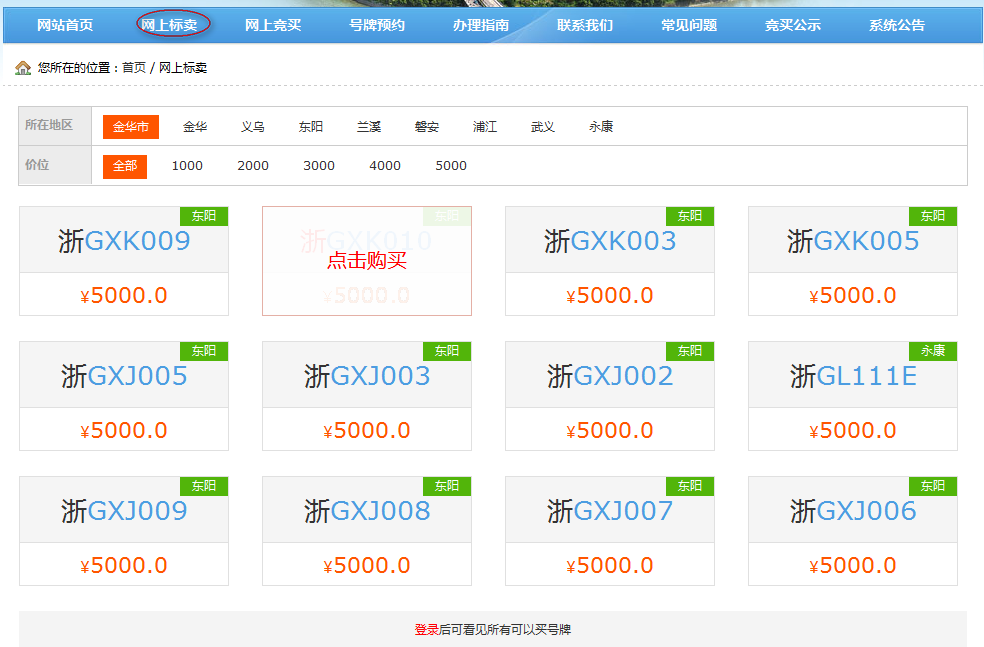 网站首页 网上标卖 网上竞买 号牌预约 办理指南 联系我们 常见问题 竞买公示 系统公告
您所在的位置：首页 / 网上标卖
所在地区 金华市 金华 义乌 东阳 兰溪 磐安 浦江 武义 永康
价位 全部 1000 2000 3000 4000 5000
东阳 东阳 东阳 东阳
浙GXK009 浙GXK010 浙GXK003 浙GXK005
点击购买
¥5000.0 ¥5000.0 ¥5000.0 ¥5000.0
东阳 东阳 东阳 永康
浙GXJ005 浙GXJ003 浙GXJ002 浙GL111E
¥5000.0 ¥5000.0 ¥5000.0 ¥5000.0
东阳 东阳 东阳 东阳
浙GXJ009 浙GXJ008 浙GXJ007 浙GXJ006
¥5000.0 ¥5000.0 ¥5000.0 ¥5000.0
登录后可看见所有可以买号牌